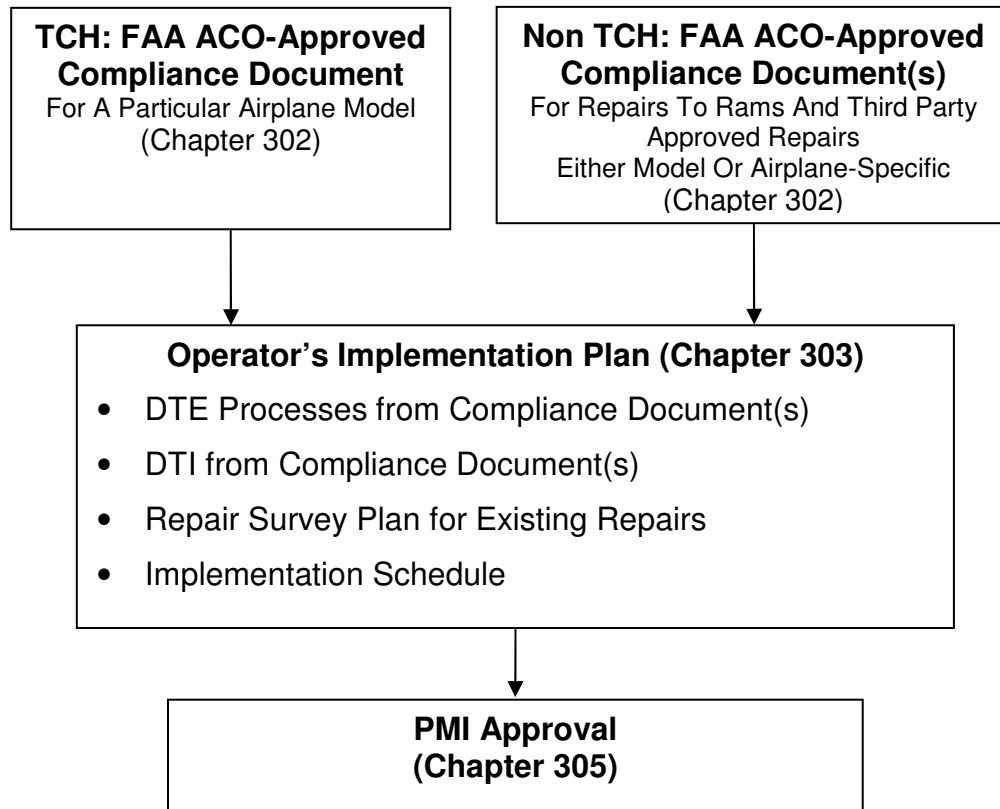 TCH: FAA ACO-Approved
Compliance Document
For A Particular Airplane Model
(Chapter 302)
Non TCH: FAA ACO-Approved
Compliance Document(s)
For Repairs To Rams And Third Party
Approved Repairs
Either Model Or Airplane-Specific
(Chapter 302)
Operator's Implementation Plan (Chapter 303)
• DTE Processes from Compliance Document(s)
• DTI from Compliance Document(s)
• Repair Survey Plan for Existing Repairs
• Implementation Schedule
PMI Approval
(Chapter 305)